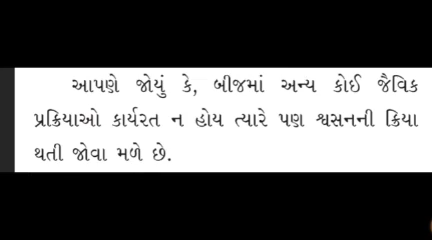 આપણે જોયું કે, બીજમાં અન્ય કોઈ જૈવિક
પ્રક્રિયાઓ કાર્યરત ન હોય ત્યારે પણ શ્વસનની ક્રિયા
થતી જોવા મળે છે.